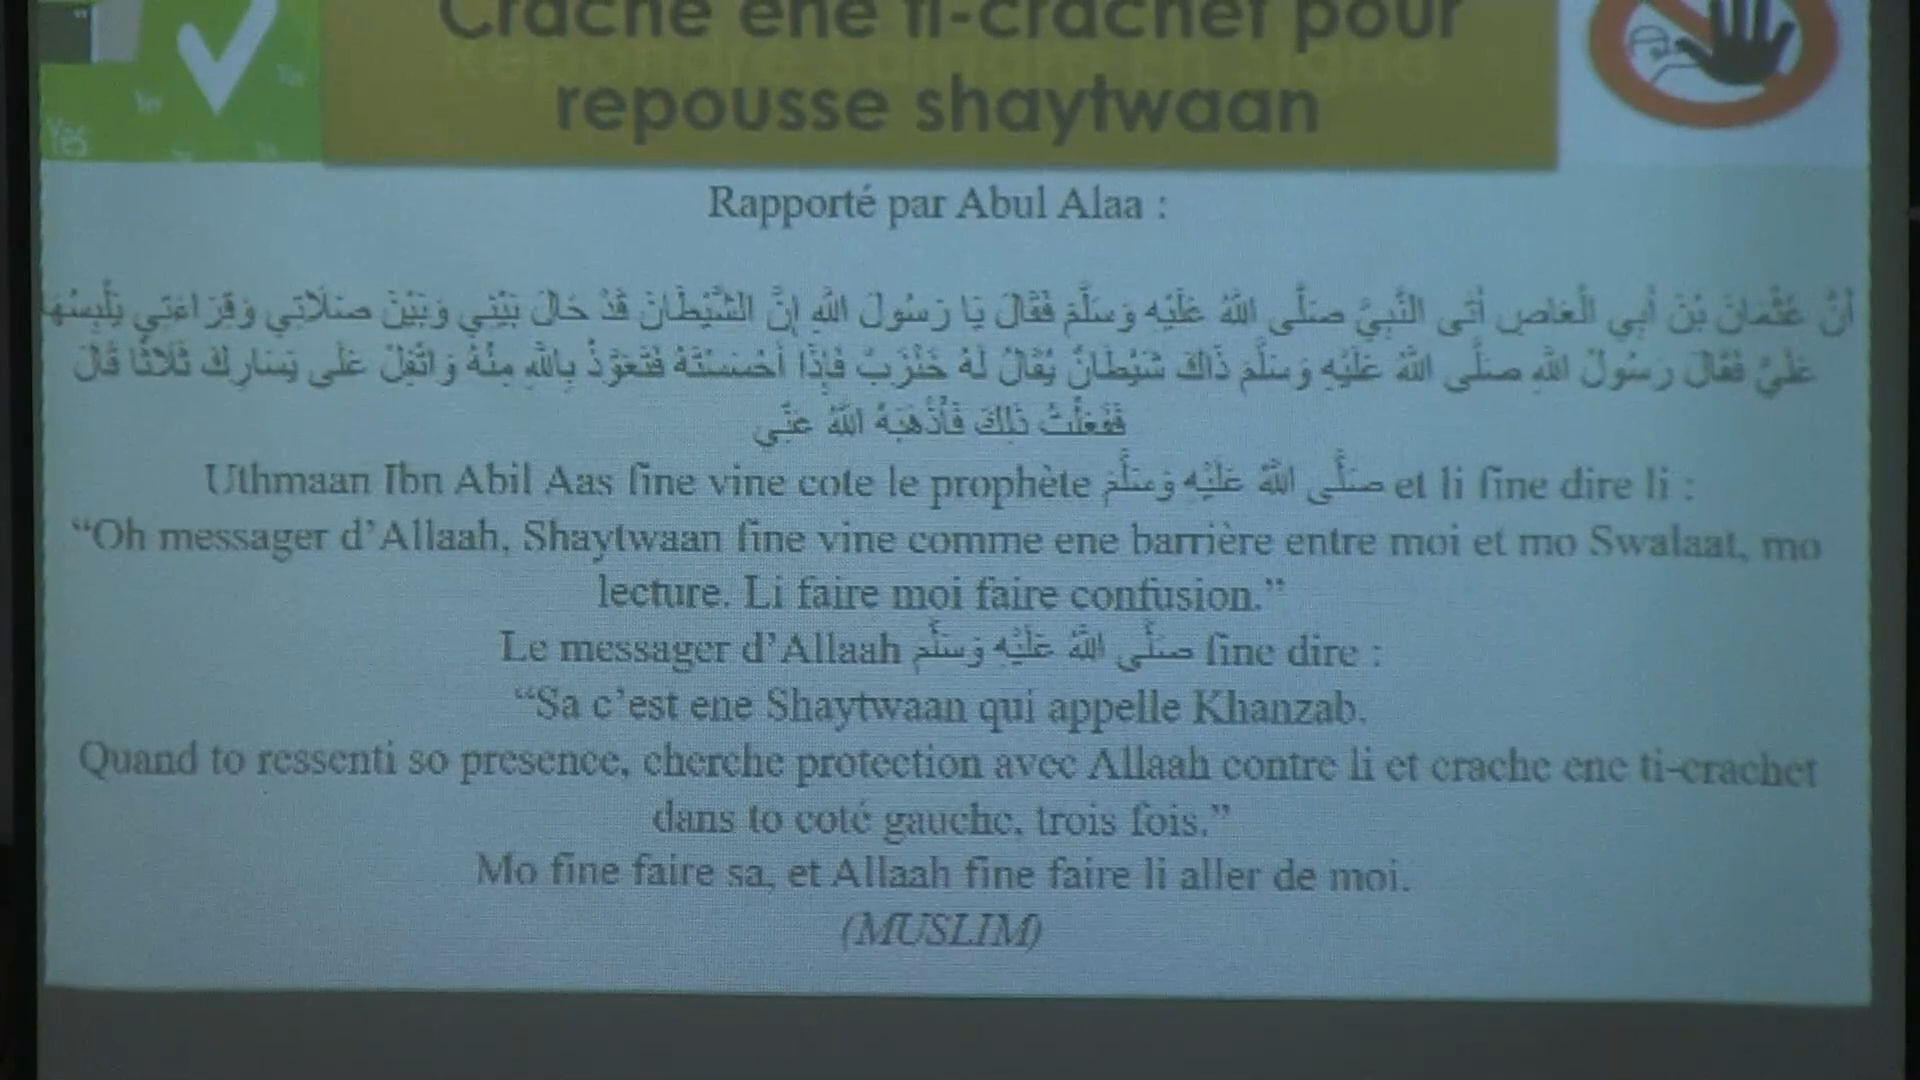 Crache ene ti-crachet pour
repousse shaytwaan
Yes
Yes
Rapporté par Abul Alaa :
أَنَّ عُثْمَانَ بْنَ أَبِي الْعَاصِ أَتَى النَّبِيَّ صَلَّى اللَّهُ عَلَيْهِ وَسَلَّمَ فَقَالَ يَا رَسُولَ اللَّهِ إِنَّ الشَّيْطَانَ قَدْ حَالَ بَيْنِي وَبَيْنَ صَلَاتِي وَقِرَاءَتِي يَلْبِسُهَا
عَلَيَّ فَقَالَ رَسُولُ اللَّهِ صَلَّى اللَّهُ عَلَيْهِ وَسَلَّمَ ذَاكَ شَيْطَانٌ يُقَالُ لَهُ خَنْزَبٌ فَإِذَا أَحْسَسْتَهُ فَتَعَوَّذْ بِاللَّهِ مِنْهُ وَاتْفِلْ عَلَى يَسَارِكَ ثَلَاثًا قَالَ
فَفَعَلْتُ ذَلِكَ فَأَذْهَبَهُ اللَّهُ عَنِّي
Uthmaan Ibn Abil Aas fine vine cote le prophète صَلَّى اللَّهُ عَلَيْهِ وَسَلَّمَ et li fine dire li :
“Oh messager d’Allaah, Shaytwaan fine vine comme ene barrière entre moi et mo Swalaat, mo
lecture. Li faire moi faire confusion.”
Le messager d’Allaah صَلَّى اللَّهُ عَلَيْهِ وَسَلَّمَ fine dire :
“Sa c’est ene Shaytwaan qui appelle Khanzab.
Quand to ressenti so presence, cherche protection avec Allaah contre li et crache ene ti-crachet
dans to coté gauche, trois fois.”
Mo fine faire sa, et Allaah fine faire li aller de moi.
(MUSLIM)